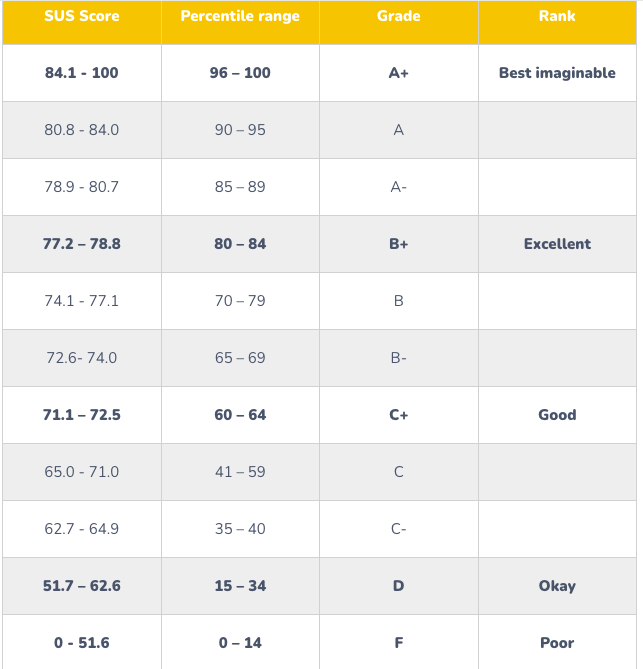 SUS Score Percentile range Grade Rank
84.1 - 100 96 – 100 A+ Best imaginable
80.8 - 84.0 90 – 95 A
78.9 - 80.7 85 – 89 A-
77.2 – 78.8 80 – 84 B+ Excellent
74.1 - 77.1 70 – 79 B
72.6- 74.0 65 – 69 B-
71.1 – 72.5 60 – 64 C+ Good
65.0 - 71.0 41 – 59 C
62.7 - 64.9 35 – 40 C-
51.7 – 62.6 15 – 34 D Okay
0 - 51.6 0 – 14 F Poor